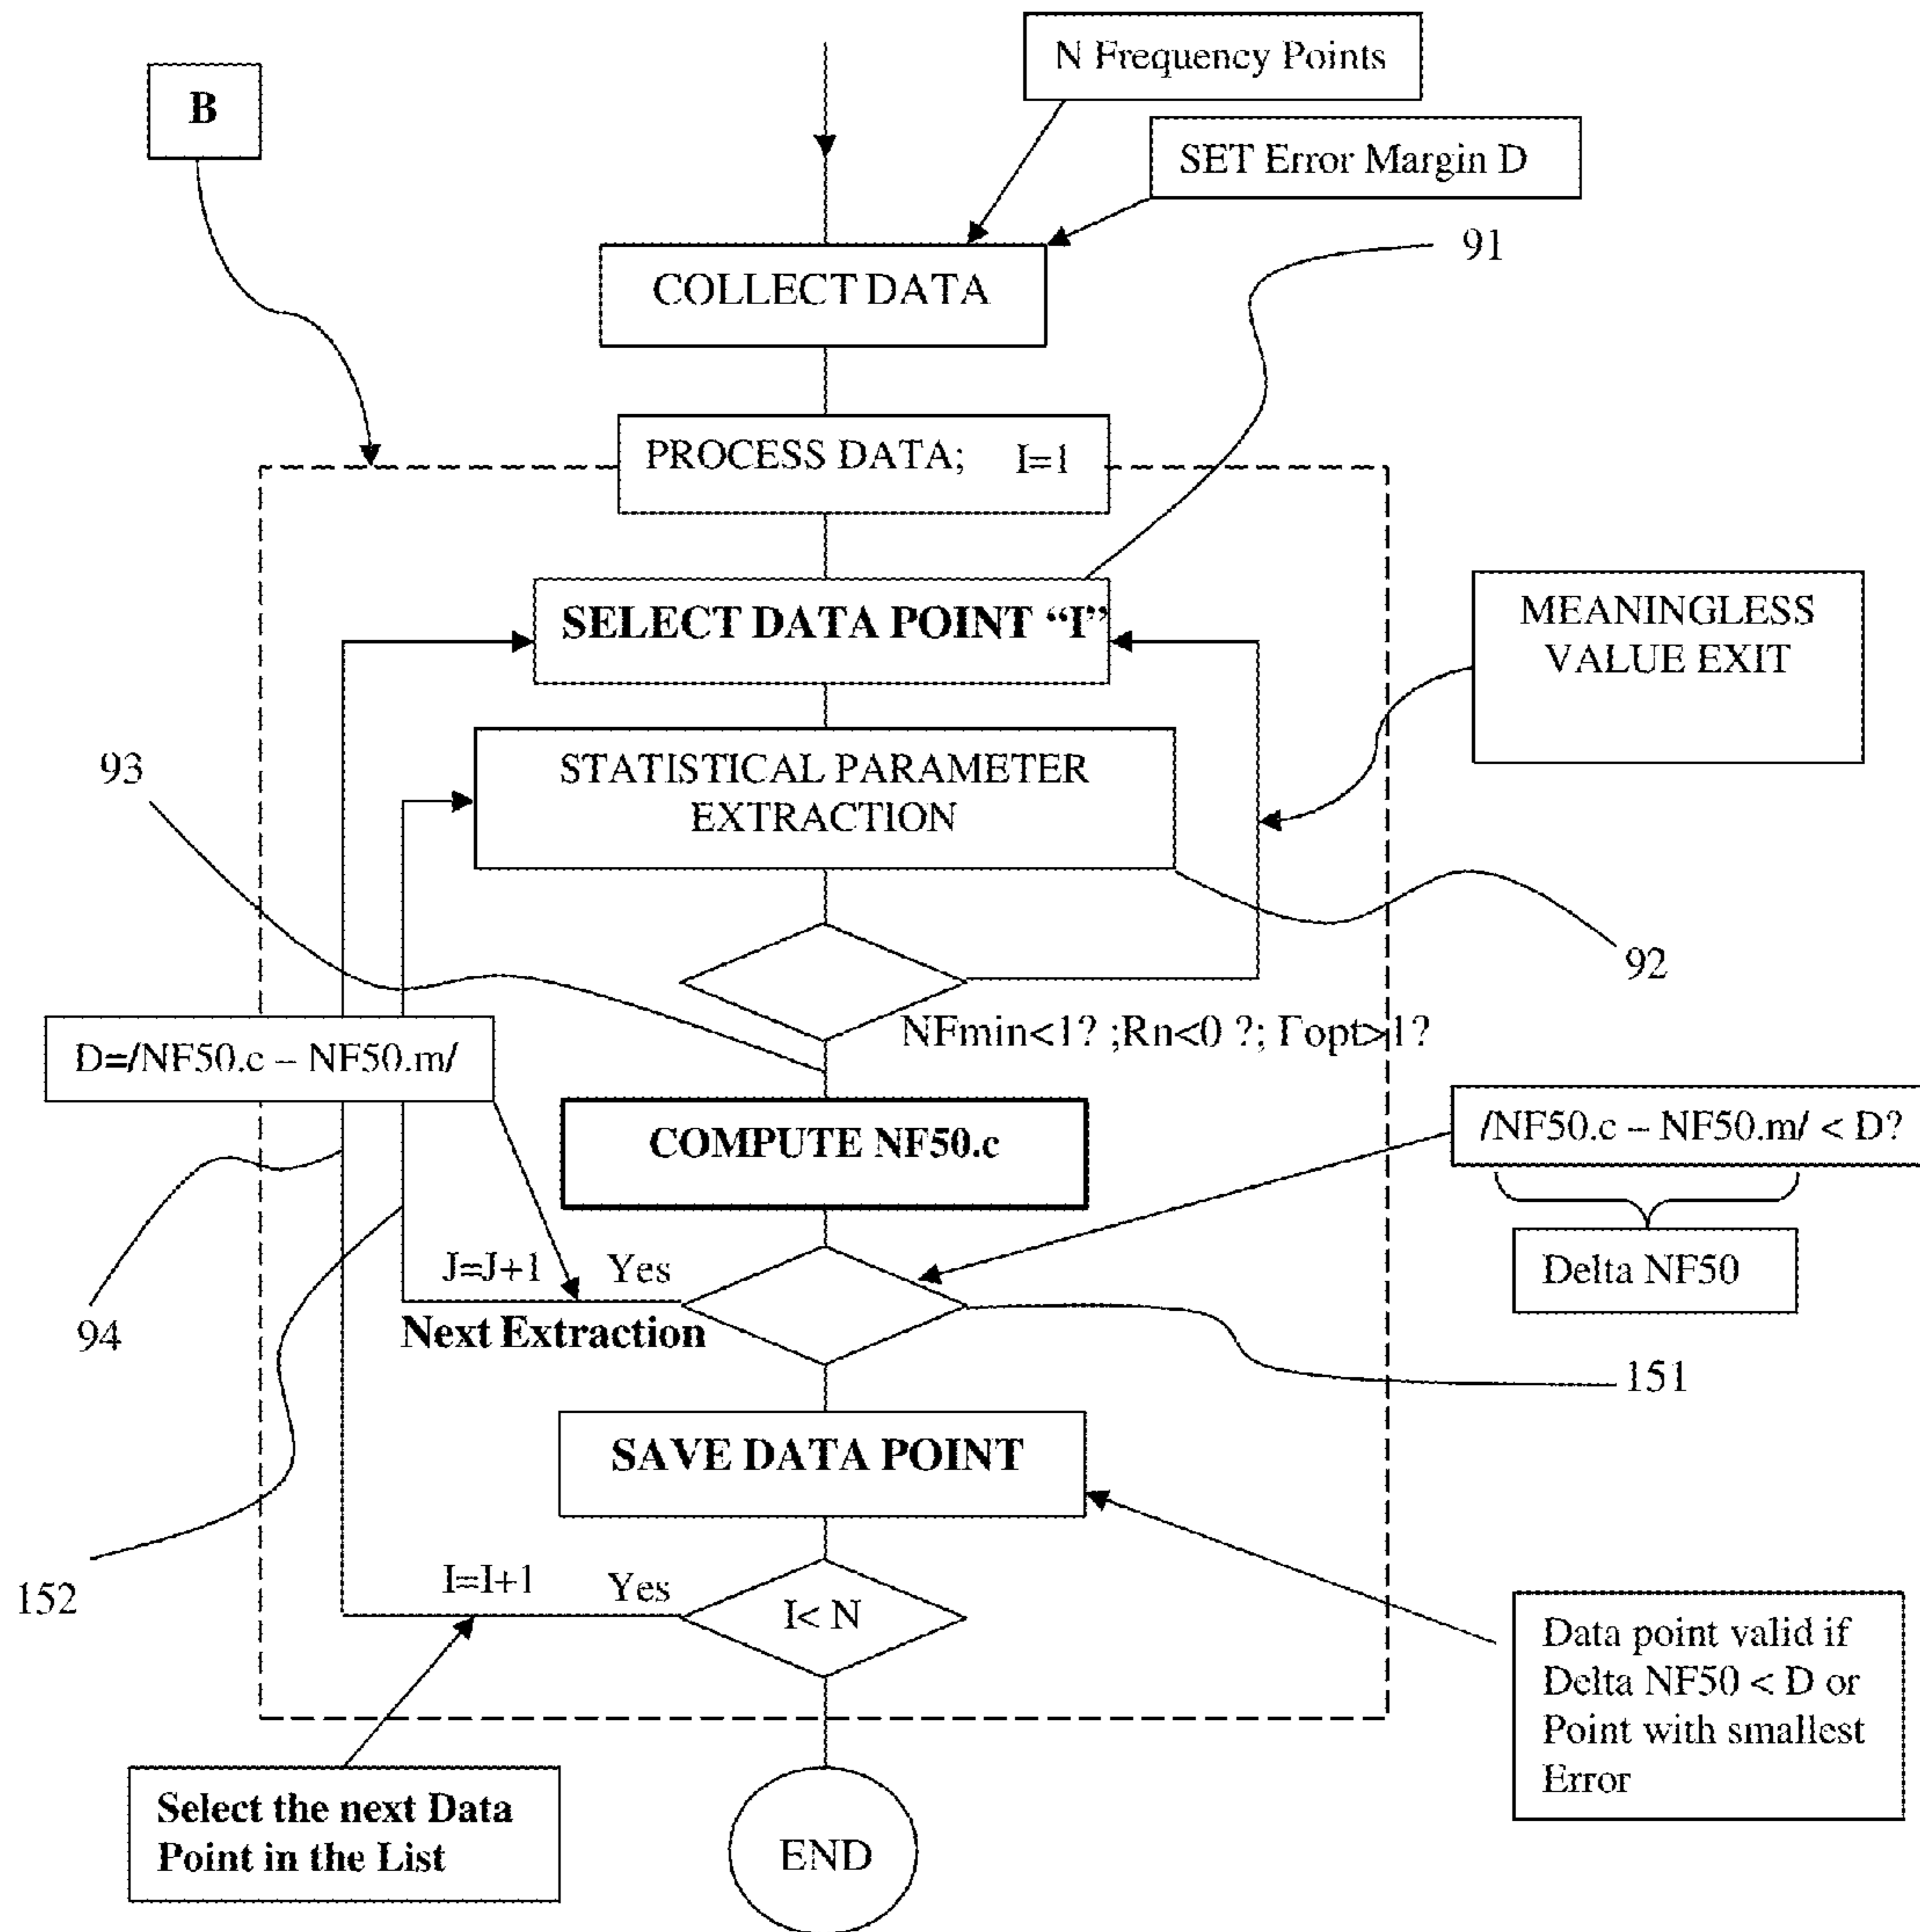 N Frequency Points
B
SET Error Margin D
91
COLLECT DATA
PROCESS DATA; I=1
SELECT DATA POINT “I”
MEANINGLESS
VALUE EXIT
93
STATISTICAL PARAMETER
EXTRACTION
92
NFmin<1? ;Rn<0 ?; Γopt>1?
D=/NF50.c – NF50.m/
COMPUTE NF50.c
/NF50.c – NF50.m/ < D?
Delta NF50
J=J+1 Yes
Next Extraction
94
151
SAVE DATA POINT
152
I=I+1 Yes
I< N
Data point valid if
Delta NF50 < D or
Point with smallest
Error
Select the next Data
Point in the List
END